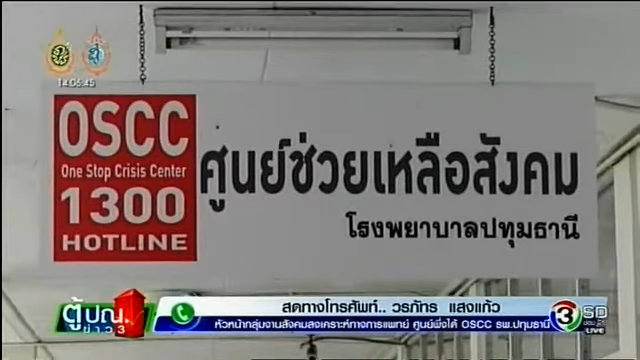 14:05:45
OSCC
One Stop Crisis Center
1300
HOTLINE
ศูนย์ช่วยเหลือสังคม
โรงพยาบาลปทุมธานี
ตู้ปณ.
ข่าว 3
สดทางโทรศัพท์.. วรภัทร แสงแก้ว
หัวหน้ากลุ่มงานสังคมสงเคราะห์ทางการแพทย์ ศูนย์พึ่งได้ OSCC รพ.ปทุมธานี
3
LIVE